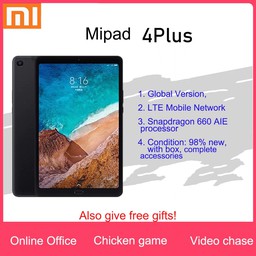 mi
Mipad 4Plus
1. Global Version,
2. LTE Mobile Network
3. Snapdragon 660 AIE
processor
4. Condition: 98% new,
with box, complete
accessories
Also give free gifts!
Online Office Chicken game Video chase